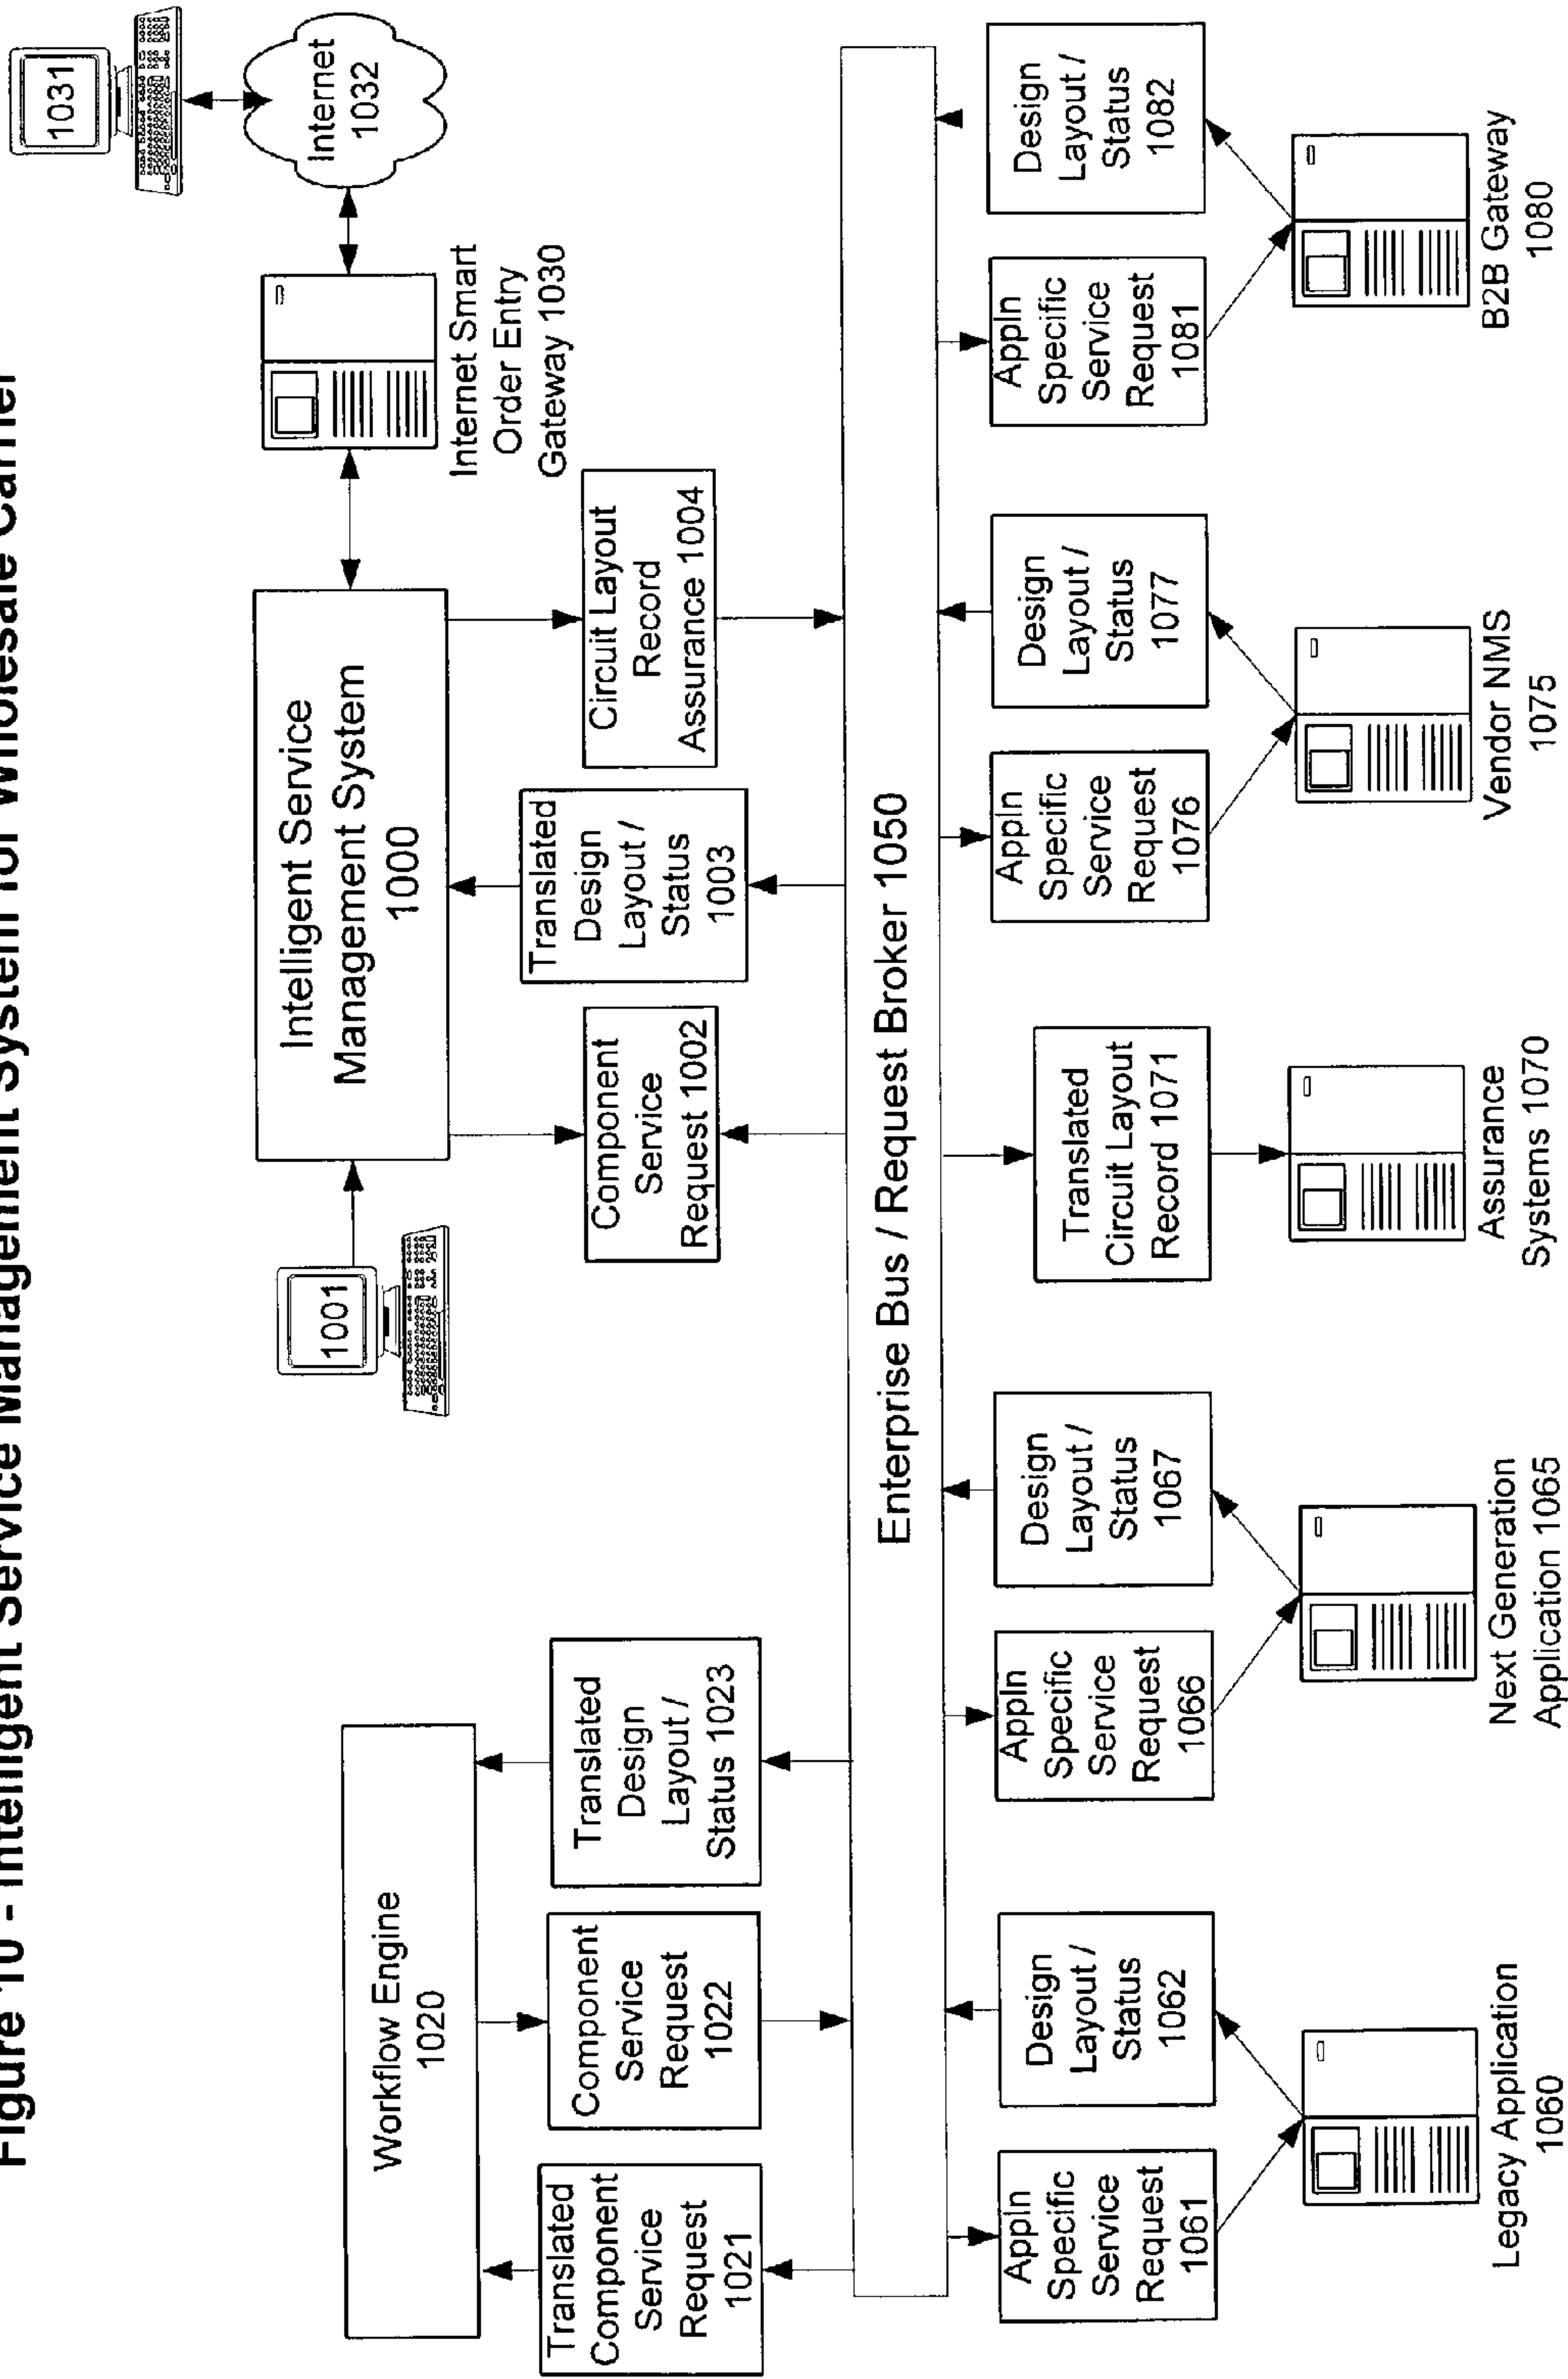 Figure 10 - Intelligent Service Management System for Wholesale Carrier
1031
Internet
1032
Internet Smart
Order Entry
Gateway 1030
Intelligent Service
Management System
1000
1001
Workflow Engine
1020
Translated
Component
Service
Request
1021
Component
Service
Request
1022
Translated
Design
Layout /
Status 1023
Component
Service
Request 1002
Translated
Design
Layout /
Status
1003
Circuit Layout
Record
Assurance 1004
Enterprise Bus / Request Broker 1050
Appln
Specific
Service
Request
1061
Design
Layout /
Status
1062
Appln
Specific
Service
Request
1066
Design
Layout /
Status
1067
Translated
Circuit Layout
Record 1071
Appln
Specific
Service
Request
1076
Design
Layout /
Status
1077
Appln
Specific
Service
Request
1081
Design
Layout /
Status
1082
Legacy Application
1060
Next Generation
Application 1065
Assurance
Systems 1070
Vendor NMS
1075
B2B Gateway
1080